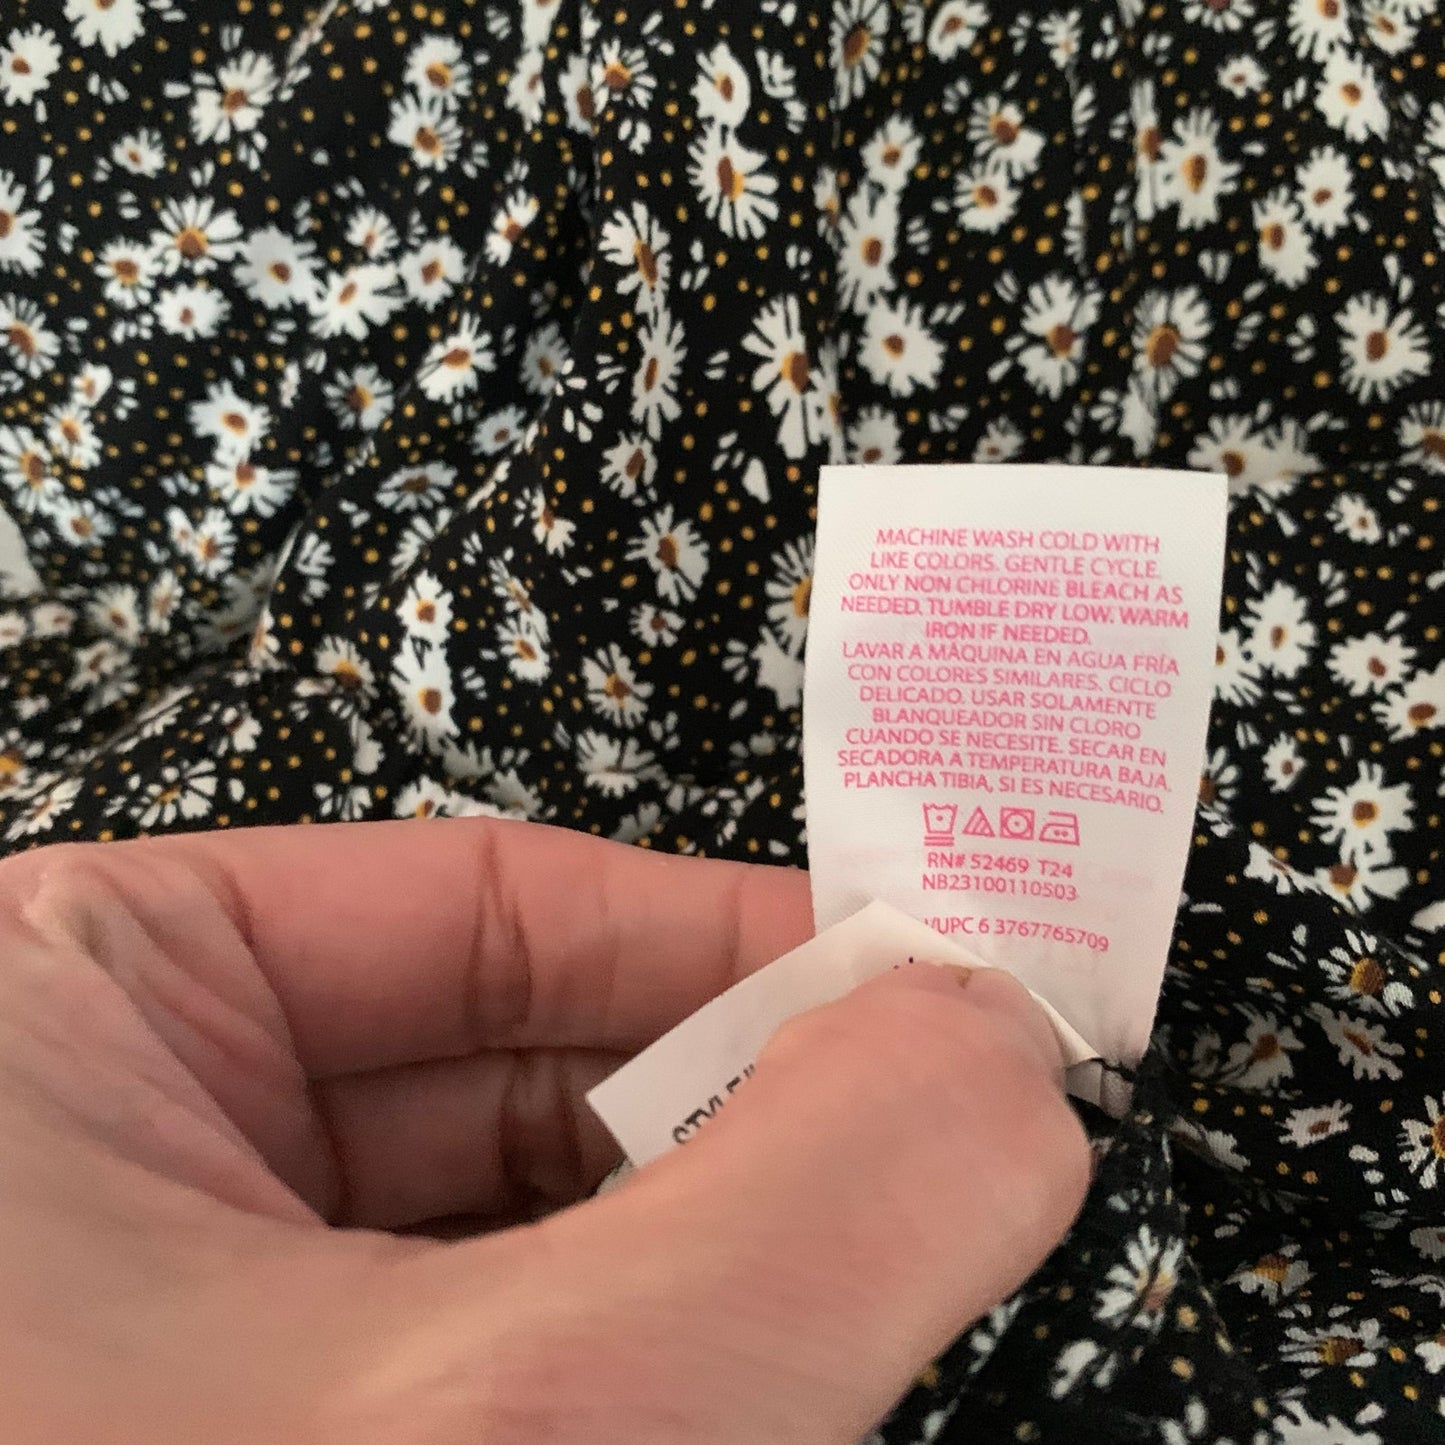 MACHINE WASH COLD WITH
LIKE COLORS. GENTLE CYCLE.
ONLY NON CHLORINE BLEACH AS
NEEDED. TUMBLE DRY LOW. WARM
IRON IF NEEDED.
LAVAR A MÁQUINA EN AGUA FRÍA
CON COLORES SIMILARES. CICLO
DELICADO. USAR SOLAMENTE
BLANQUEADOR SIN CLORO
CUANDO SE NECESITE. SECAR EN
SECADORA A TEMPERATURA BAJA.
PLANCHA TIBIA, SI ES NECESARIO.
RN# 52469 T24
NB23100110503
/UPC 6 3767765709